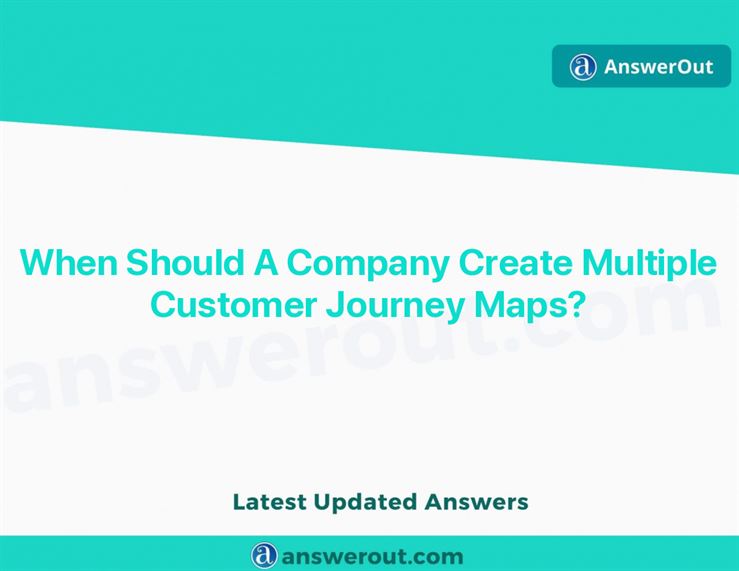 AnswerOut
When Should A Company Create Multiple
Customer Journey Maps?
answerout.com
Latest Updated Answers
answerout.com